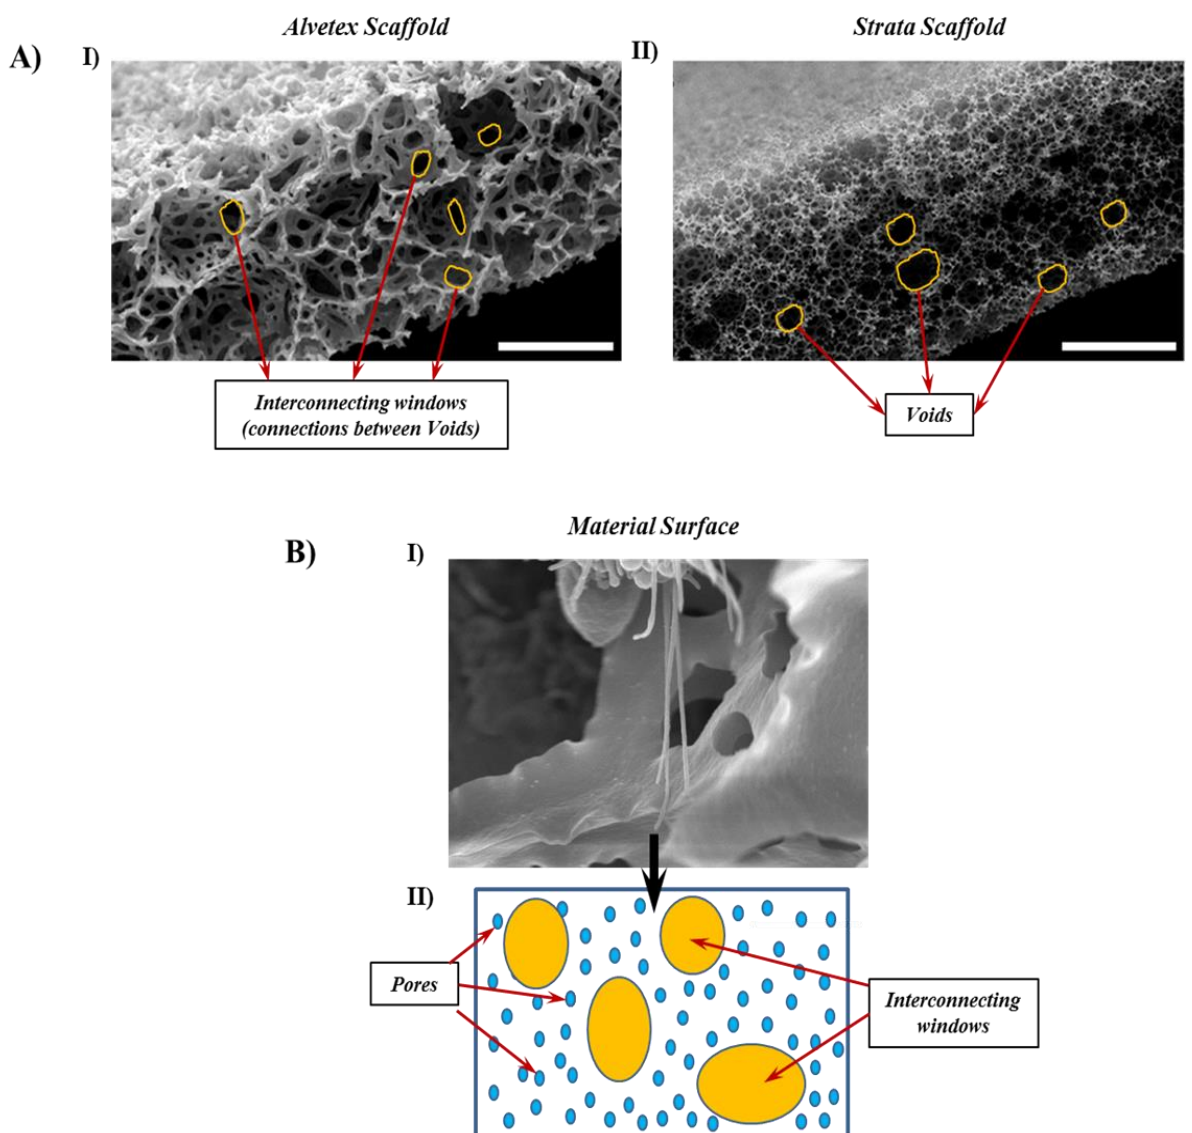 Alvetex Scaffold
Strata Scaffold
A)
I)
II)
Interconnecting windows
(connections between Voids)
Voids
Material Surface
B)
I)
II)
Pores
Interconnecting
windows